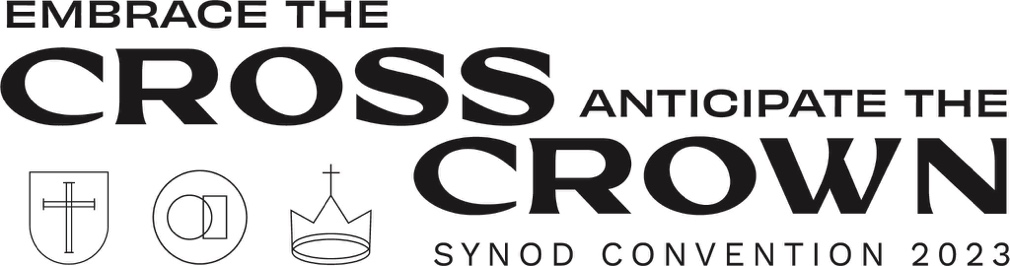 EMBRACE THE
CROSS
ANTICIPATE THE
CROWN
SYNOD CONVENTION 2023